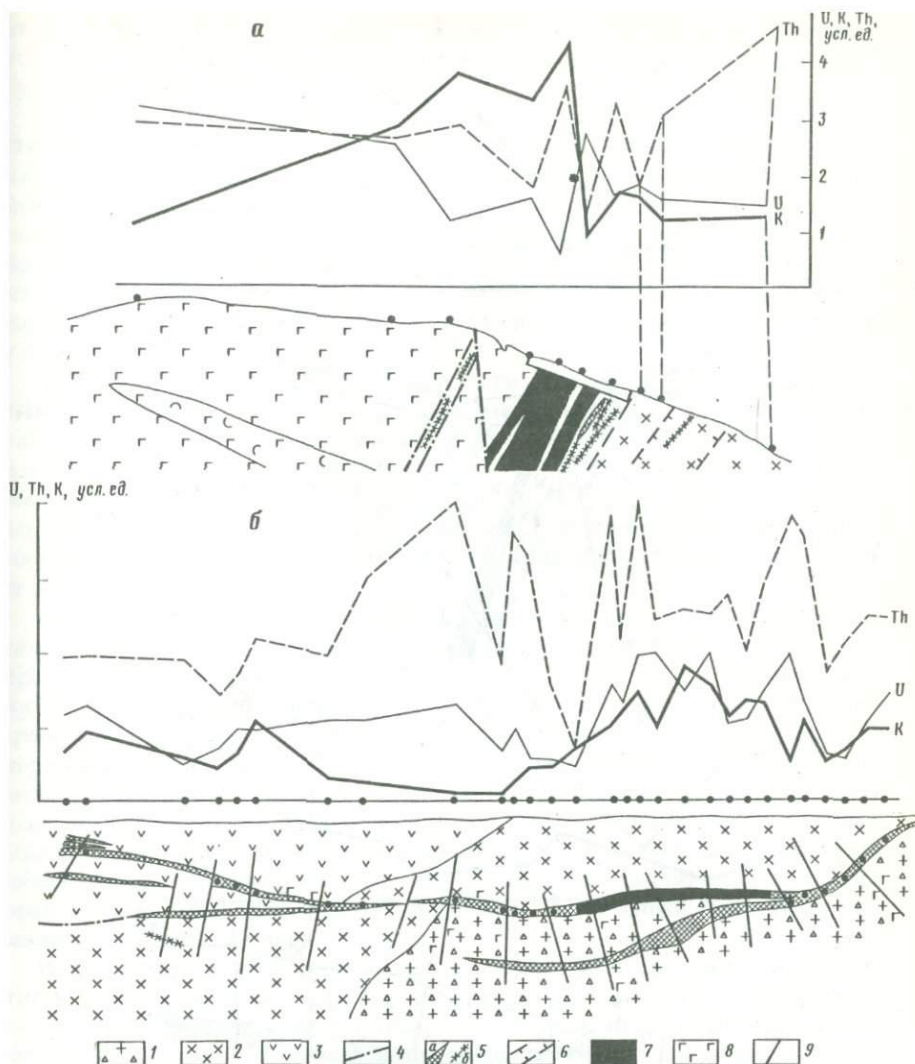 а
U, K, Th,
усл. ед.
Th
4
3
2
U
K
1
U, Th, K, усл. ед.
б
Th
U
K
1 2 3 4 а б 5 6 7 8 9